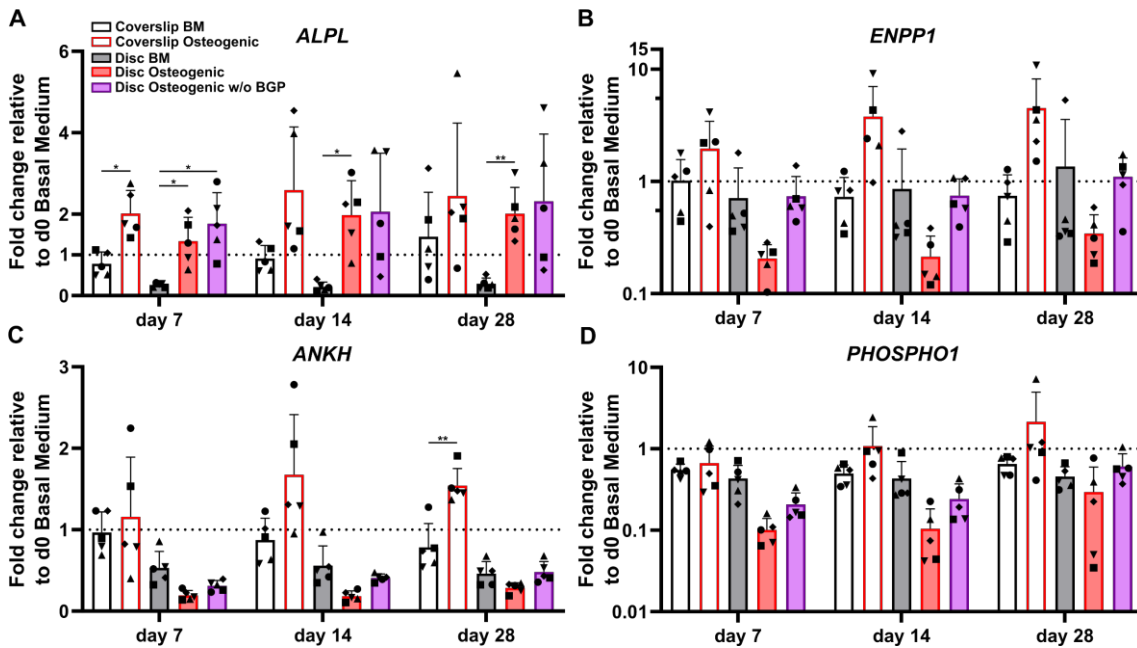 A
Coverslip BM
Coverslip Osteogenic
Disc BM
Disc Osteogenic
Disc Osteogenic w/o BGP
ALPL
Fold change relative
to d0 Basal Medium
6
4
3
2
1
0
*
*
*
*
**
day 7
day 14
day 28
B
ENPP1
Fold change relative
to d0 Basal Medium
15
10
1
0.1
day 7
day 14
day 28
C
ANKH
Fold change relative
to d0 Basal Medium
3
2
1
0
**
day 7
day 14
day 28
D
PHOSPHO1
Fold change relative
to d0 Basal Medium
10
1
0.1
0.01
day 7
day 14
day 28